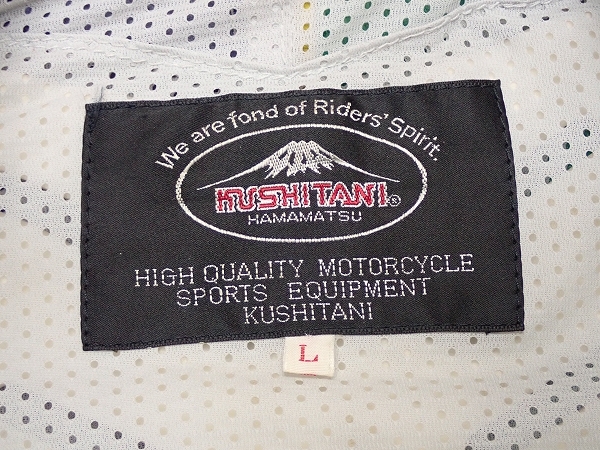 We are fond of Riders' Spirit.
KUSHITANI®
HAMAMATSU
HIGH QUALITY MOTORCYCLE
SPORTS EQUIPMENT
KUSHITANI
L